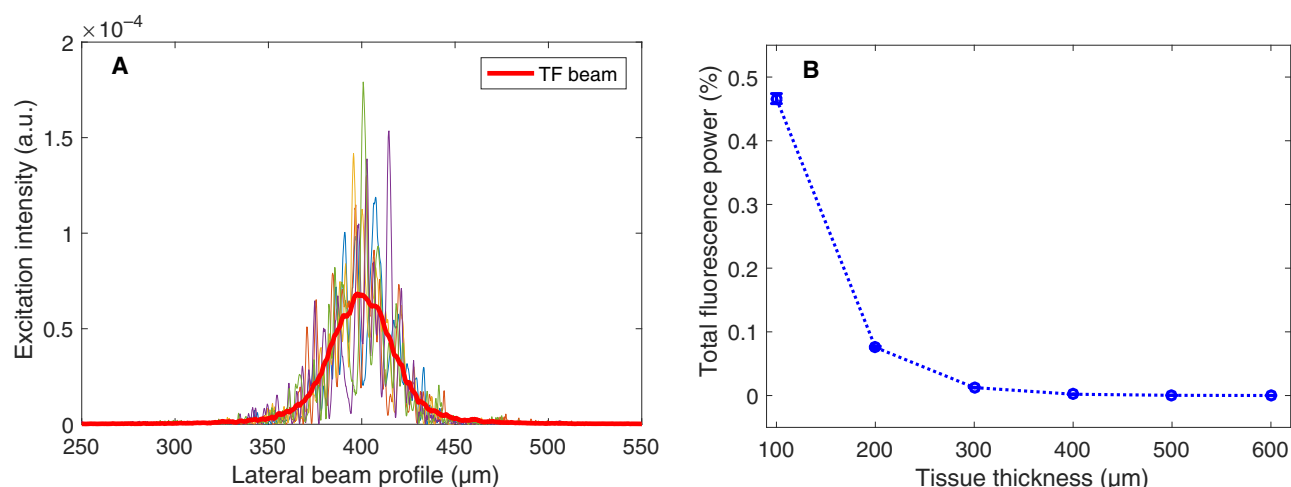 ×10⁻⁴
A
TF beam
2
1.5
1
0.5
0
250 300 350 400 450 500 550
Excitation intensity (a.u.)
Lateral beam profile (µm)
B
0.5
0.4
0.3
0.2
0.1
0
100 200 300 400 500 600
Total fluorescence power (%)
Tissue thickness (µm)